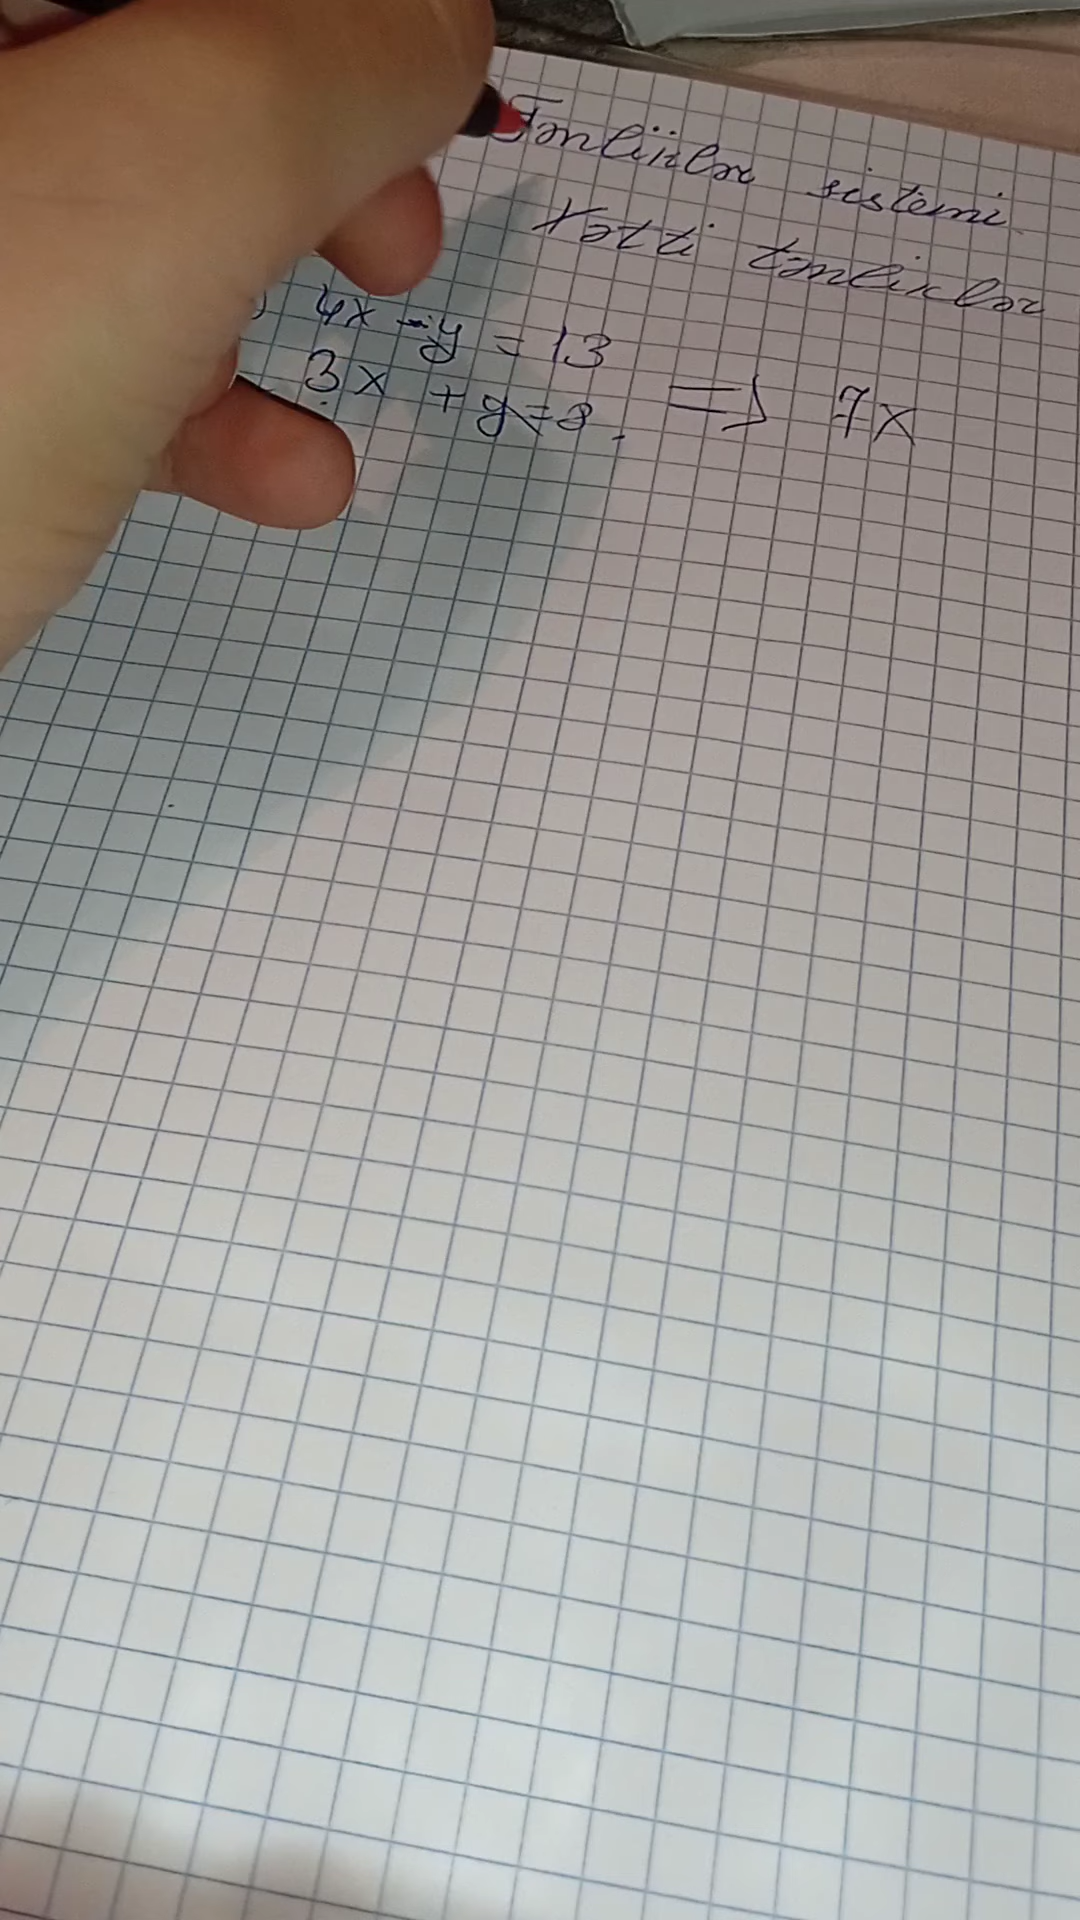 Tənliklər sistemi.
Xətti tənliklər
) 4x - y = 13
3x + y = 8. => 7x